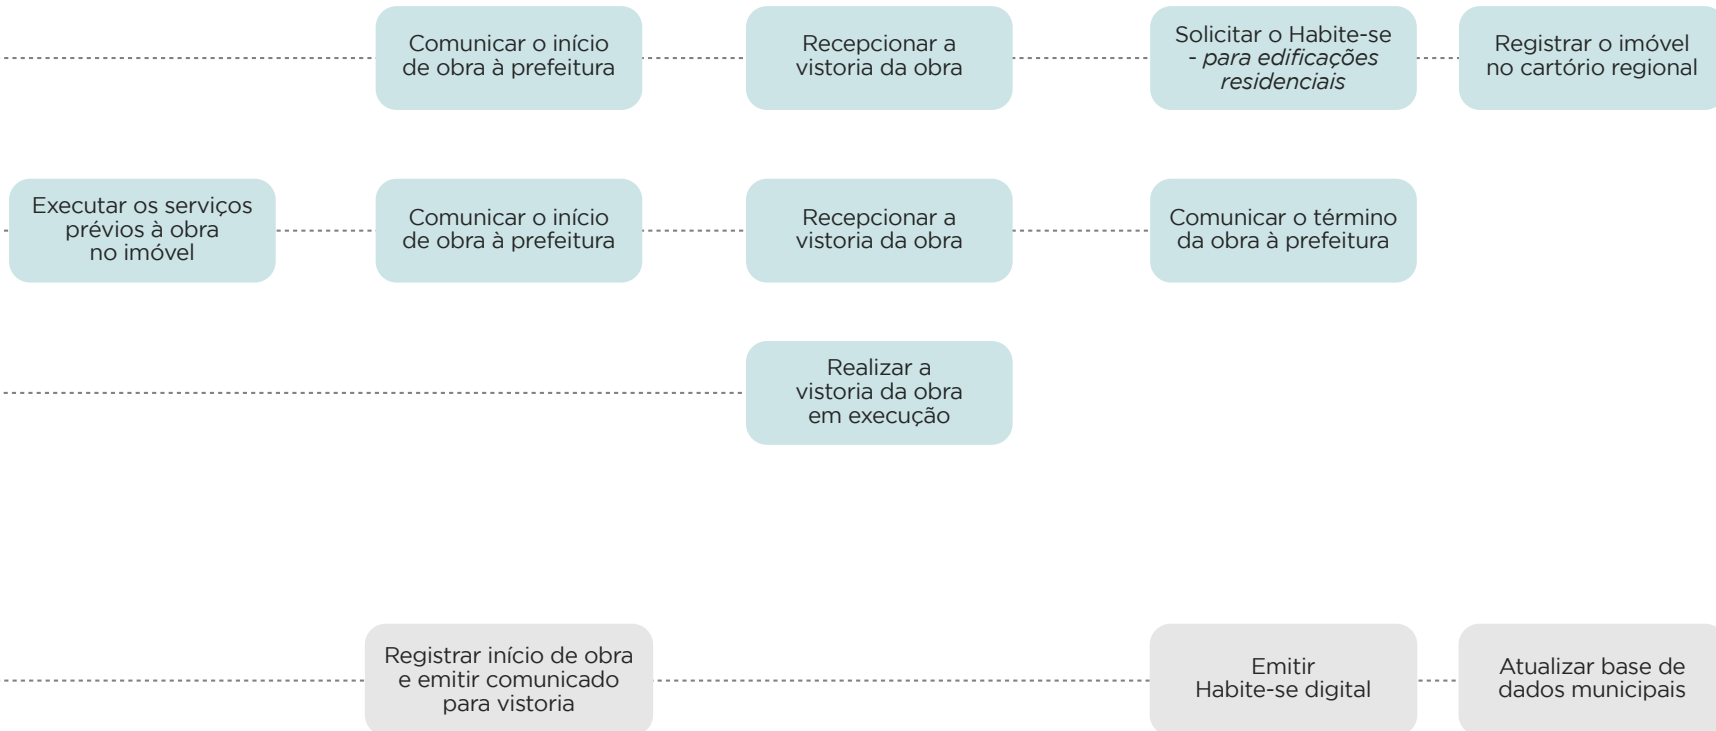 Comunicar o início
de obra à prefeitura
Recepcionar a
vistoria da obra
Solicitar o Habite-se
- para edificações
residenciais
Registrar o imóvel
no cartório regional
Executar os serviços
prévios à obra
no imóvel
Comunicar o início
de obra à prefeitura
Recepcionar a
vistoria da obra
Comunicar o término
da obra à prefeitura
Realizar a
vistoria da obra
em execução
Registrar início de obra
e emitir comunicado
para vistoria
Emitir
Habite-se digital
Atualizar base de
dados municipais